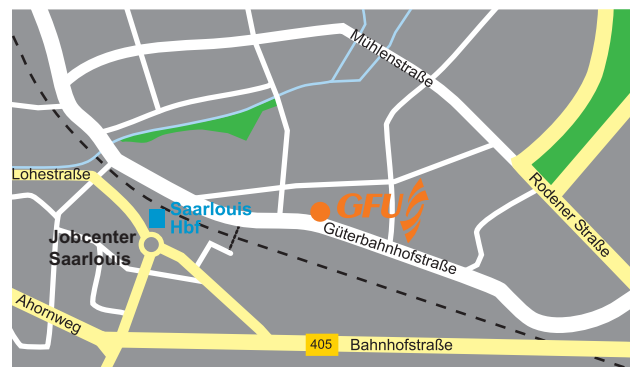 Mühlenstraße
Lohestraße
Rodener Straße
Saarlouis
Hbf
GFU
Güterbahnhofstraße
Jobcenter
Saarlouis
Ahornweg
405
Bahnhofstraße